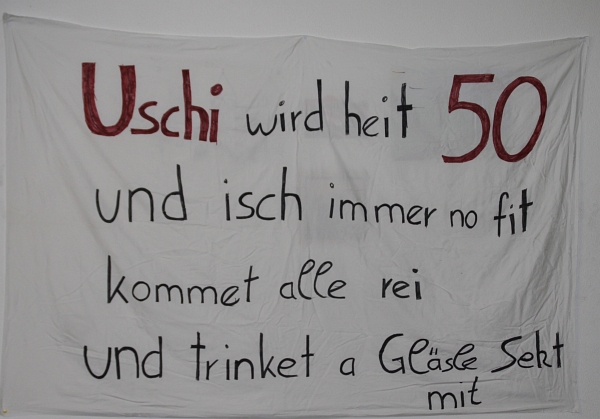 Uschi wird heit 50
und isch immer no fit
kommet alle rei
und trinket a Gläsle Sekt
mit